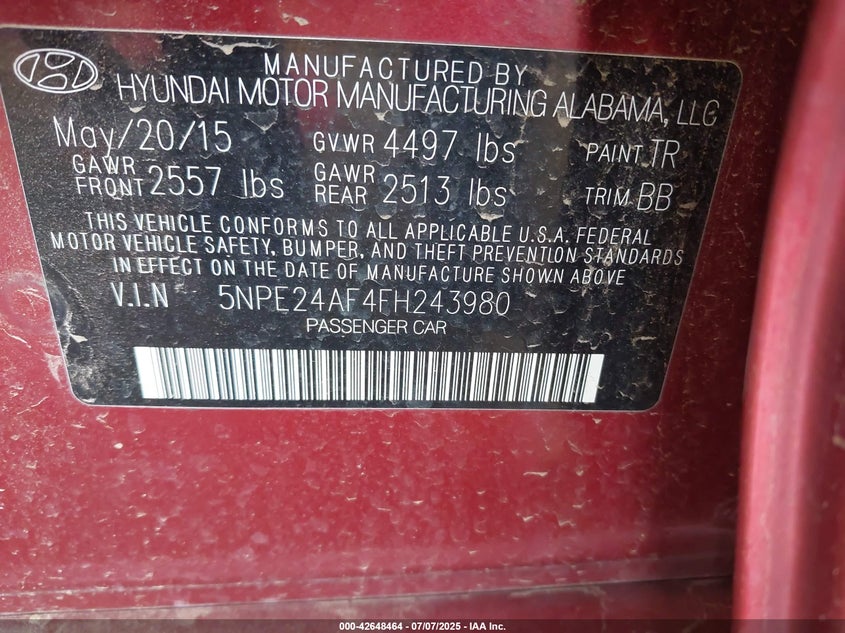 MANUFACTURED BY
HYUNDAI MOTOR MANUFACTURING ALABAMA, LLC
May/20/15 GVWR 4497 lbs PAINT TR
GAWR FRONT 2557 lbs GAWR REAR 2513 lbs TRIM BB
THIS VEHICLE CONFORMS TO ALL APPLICABLE U.S.A. FEDERAL
MOTOR VEHICLE SAFETY, BUMPER, AND THEFT PREVENTION STANDARDS
IN EFFECT ON THE DATE OF MANUFACTURE SHOWN ABOVE
V.I.N 5NPE24AF4FH243980
PASSENGER CAR
000-42648464 | 07/07/2025 - IAA Inc.